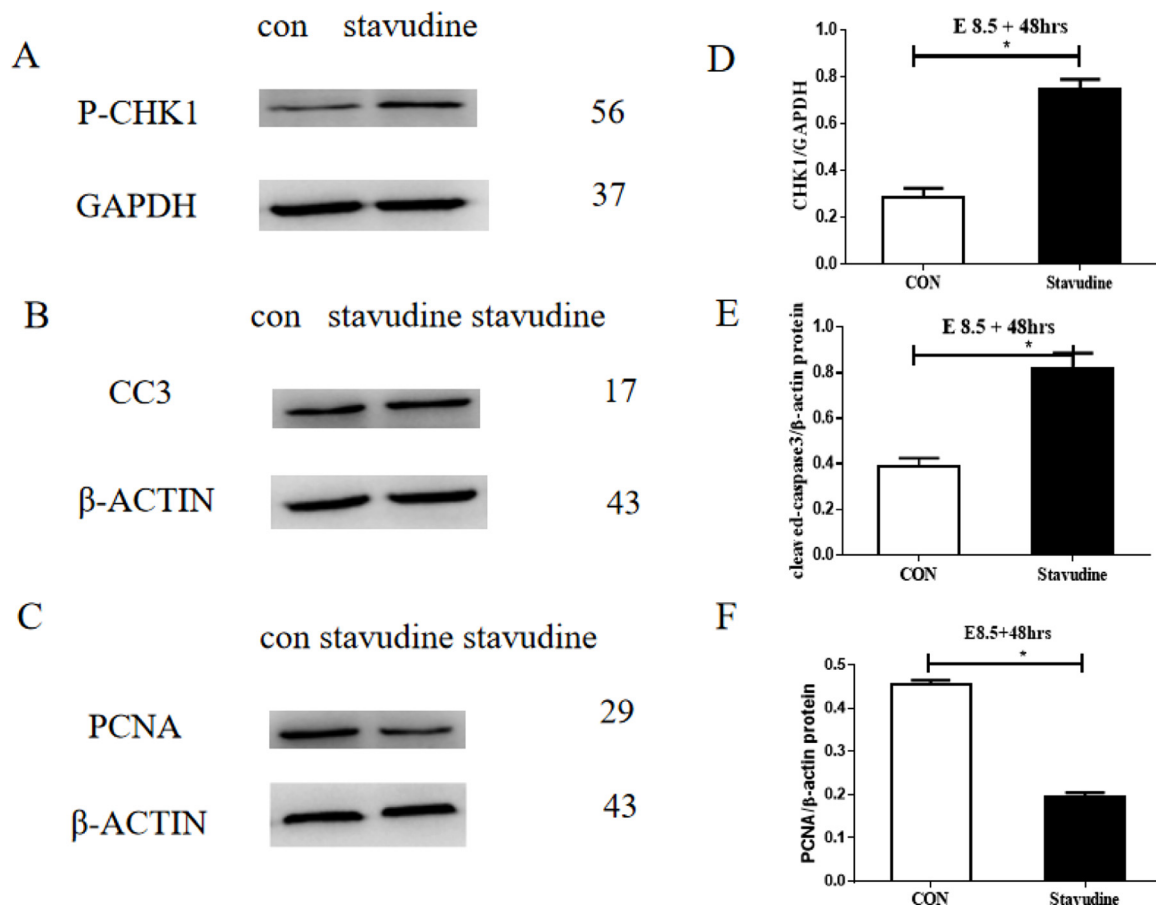 A
con stavudine
P-CHK1
56
GAPDH
37
B
con stavudine stavudine
CC3
17
β-ACTIN
43
C
con stavudine stavudine
PCNA
29
β-ACTIN
43
D
E 8.5 + 48hrs
*
CHK1/GAPDH
1.0
0.8
0.6
0.4
0.2
0.0
CON Stavudine
E
E 8.5 + 48hrs
*
cleaved-caspase3/β-actin protein
1.0
0.8
0.6
0.4
0.2
0.0
CON Stavudine
F
E8.5+48hrs
*
PCNA/β-actin protein
0.5
0.4
0.3
0.2
0.1
0.0
CON Stavudine